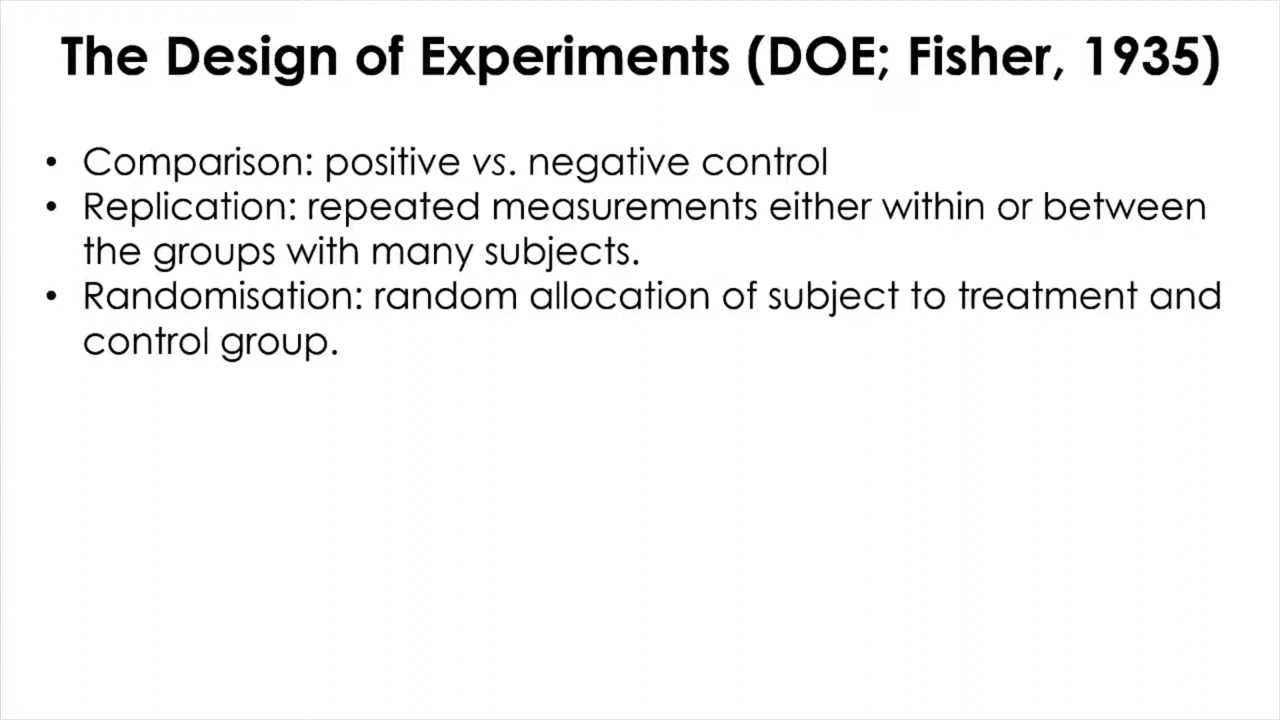 The Design of Experiments (DOE; Fisher, 1935)
• Comparison: positive vs. negative control
• Replication: repeated measurements either within or between
the groups with many subjects.
• Randomisation: random allocation of subject to treatment and
control group.